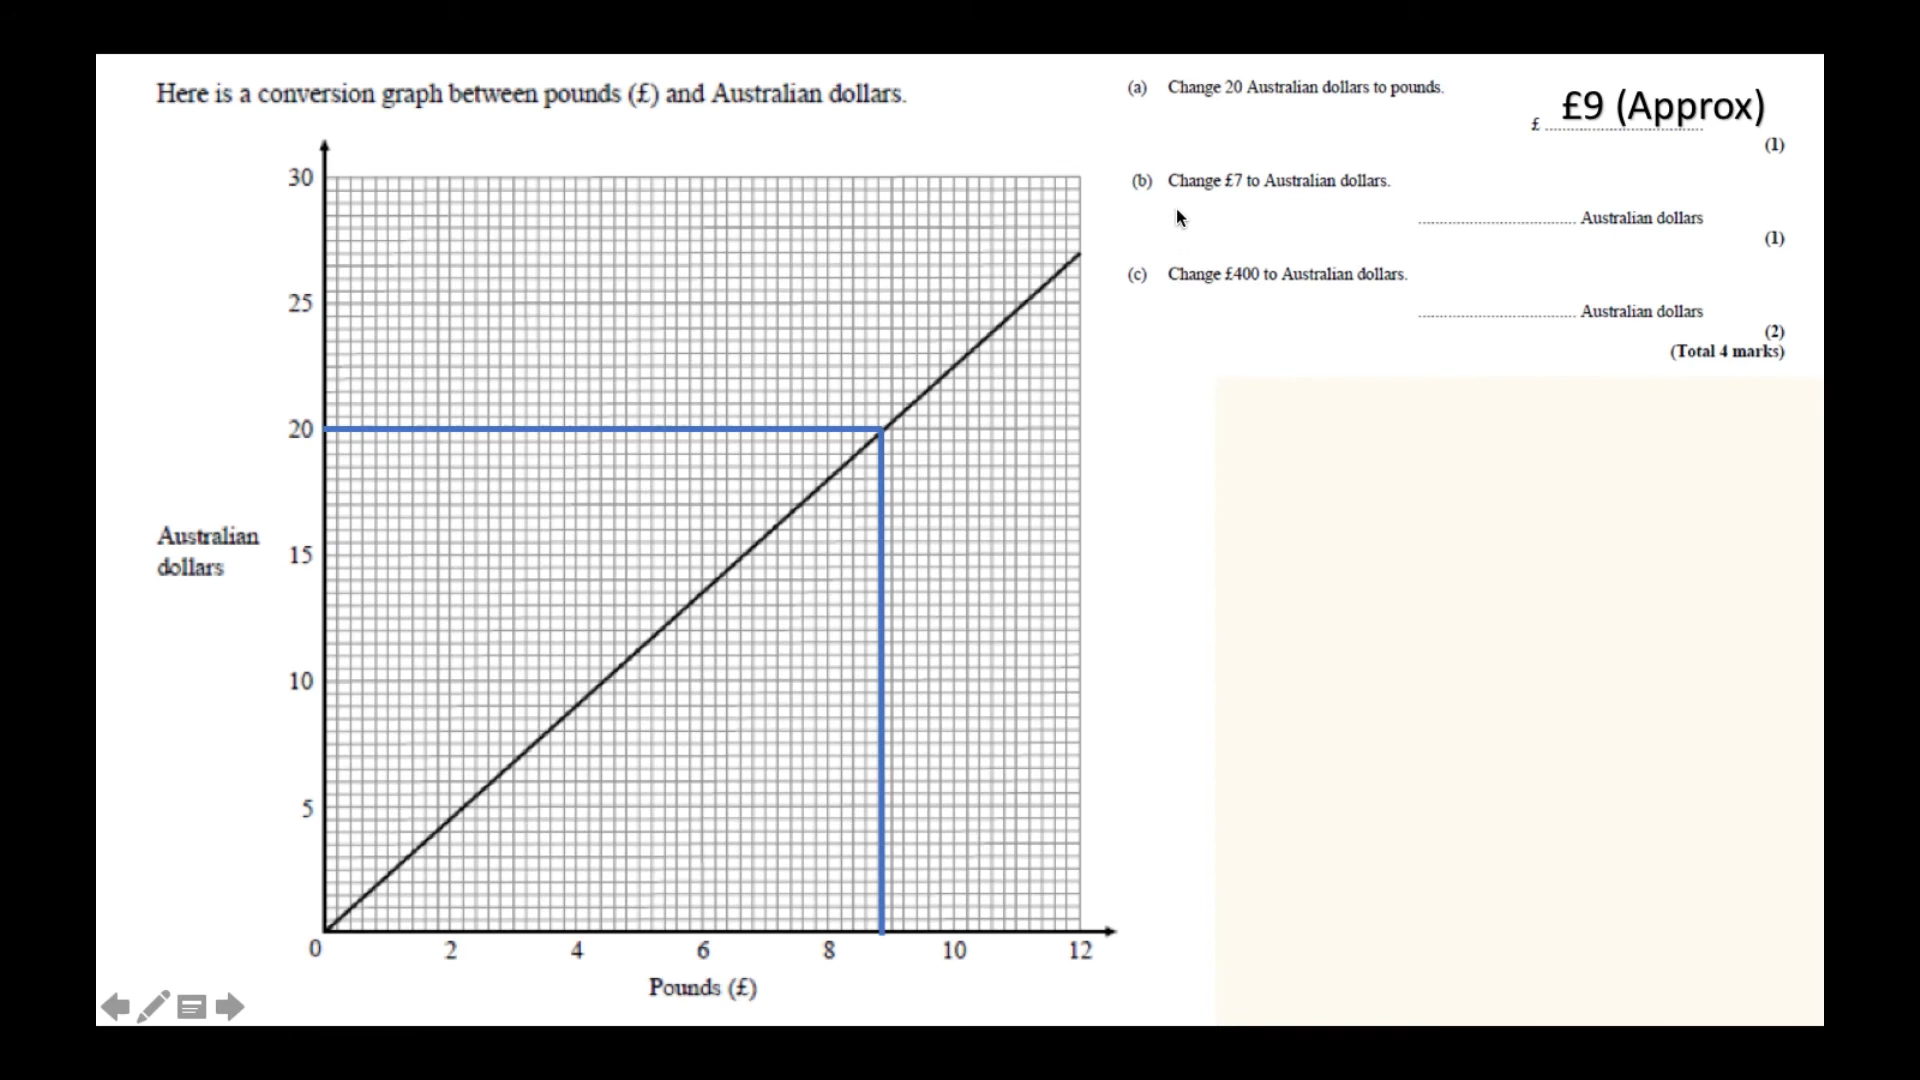 Here is a conversion graph between pounds (£) and Australian dollars.
30
25
20
15
10
5
0
2
4
6
8
10
12
Australian
dollars
Pounds (£)
(a) Change 20 Australian dollars to pounds.
£ .................................. £9 (Approx)
(1)
(b) Change £7 to Australian dollars.
.................................. Australian dollars
(1)
(c) Change £400 to Australian dollars.
.................................. Australian dollars
(2)
(Total 4 marks)